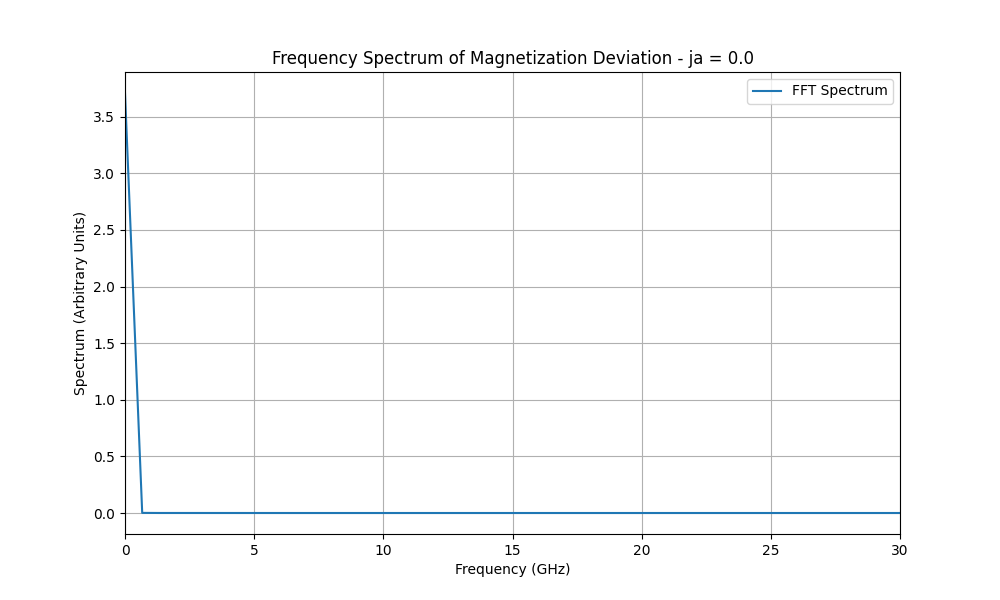 Frequency Spectrum of Magnetization Deviation - ja = 0.0
FFT Spectrum
Spectrum (Arbitrary Units)
3.5
3.0
2.5
2.0
1.5
1.0
0.5
0.0
0 5 10 15 20 25 30
Frequency (GHz)